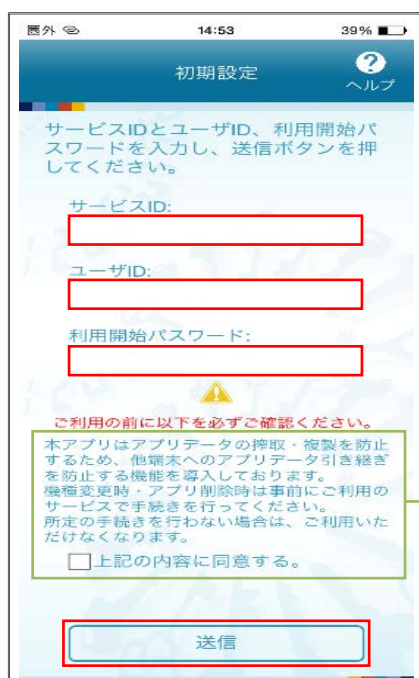 圏外
14:53
39%
初期設定
?
ヘルプ
サービスIDとユーザID、利用開始パ
スワードを入力し、送信ボタンを押
してください。
サービスID:
ユーザID:
利用開始パスワード:
ご利用の前に以下を必ずご確認ください。
本アプリはアプリデータの搾取・複製を防止
するため、他端末へのアプリデータ引き継ぎ
を防止する機能を導入しております。
機種変更時・アプリ削除時は事前にご利用の
サービスで手続きを行ってください。
所定の手続きを行わない場合は、ご利用いた
だけなくなります。
上記の内容に同意する。
送信